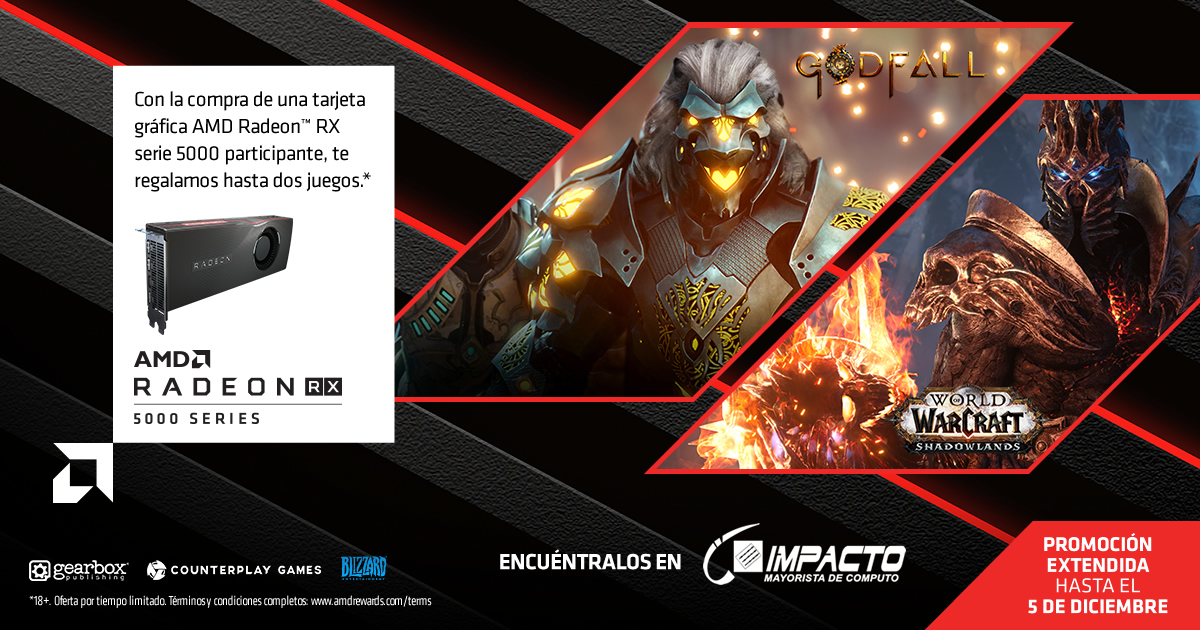 Con la compra de una tarjeta
gráfica AMD Radeon™ RX
serie 5000 participante, te
regalamos hasta dos juegos.*
RADEON
AMD
RADEON RX
5000 SERIES
GODFALL
WORLD
OF
WARCRAFT
SHADOWLANDS
gearbox®
publishing
COUNTERPLAY GAMES
BLIZZARD
ENTERTAINMENT
*18+. Oferta por tiempo limitado. Términos y condiciones completos: www.amdrewards.com/terms
ENCUÉNTRALOS EN
IMPACTO
MAYORISTA DE COMPUTO
PROMOCIÓN
EXTENDIDA
HASTA EL
5 DE DICIEMBRE